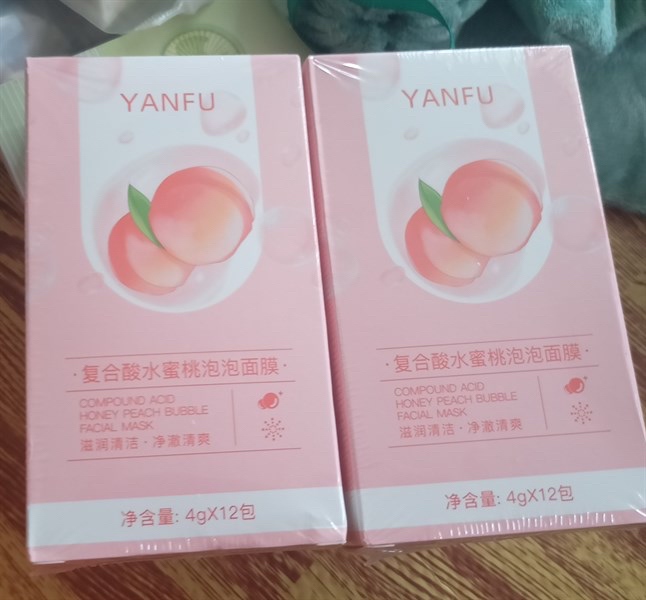 YANFU
·复合酸水蜜桃泡泡面膜·
COMPOUND ACID
HONEY PEACH BUBBLE
FACIAL MASK
滋润清洁·净澈清爽
净含量: 4gX12包
YANFU
·复合酸水蜜桃泡泡面膜·
COMPOUND ACID
HONEY PEACH BUBBLE
FACIAL MASK
滋润清洁·净澈清爽
净含量: 4gX12包